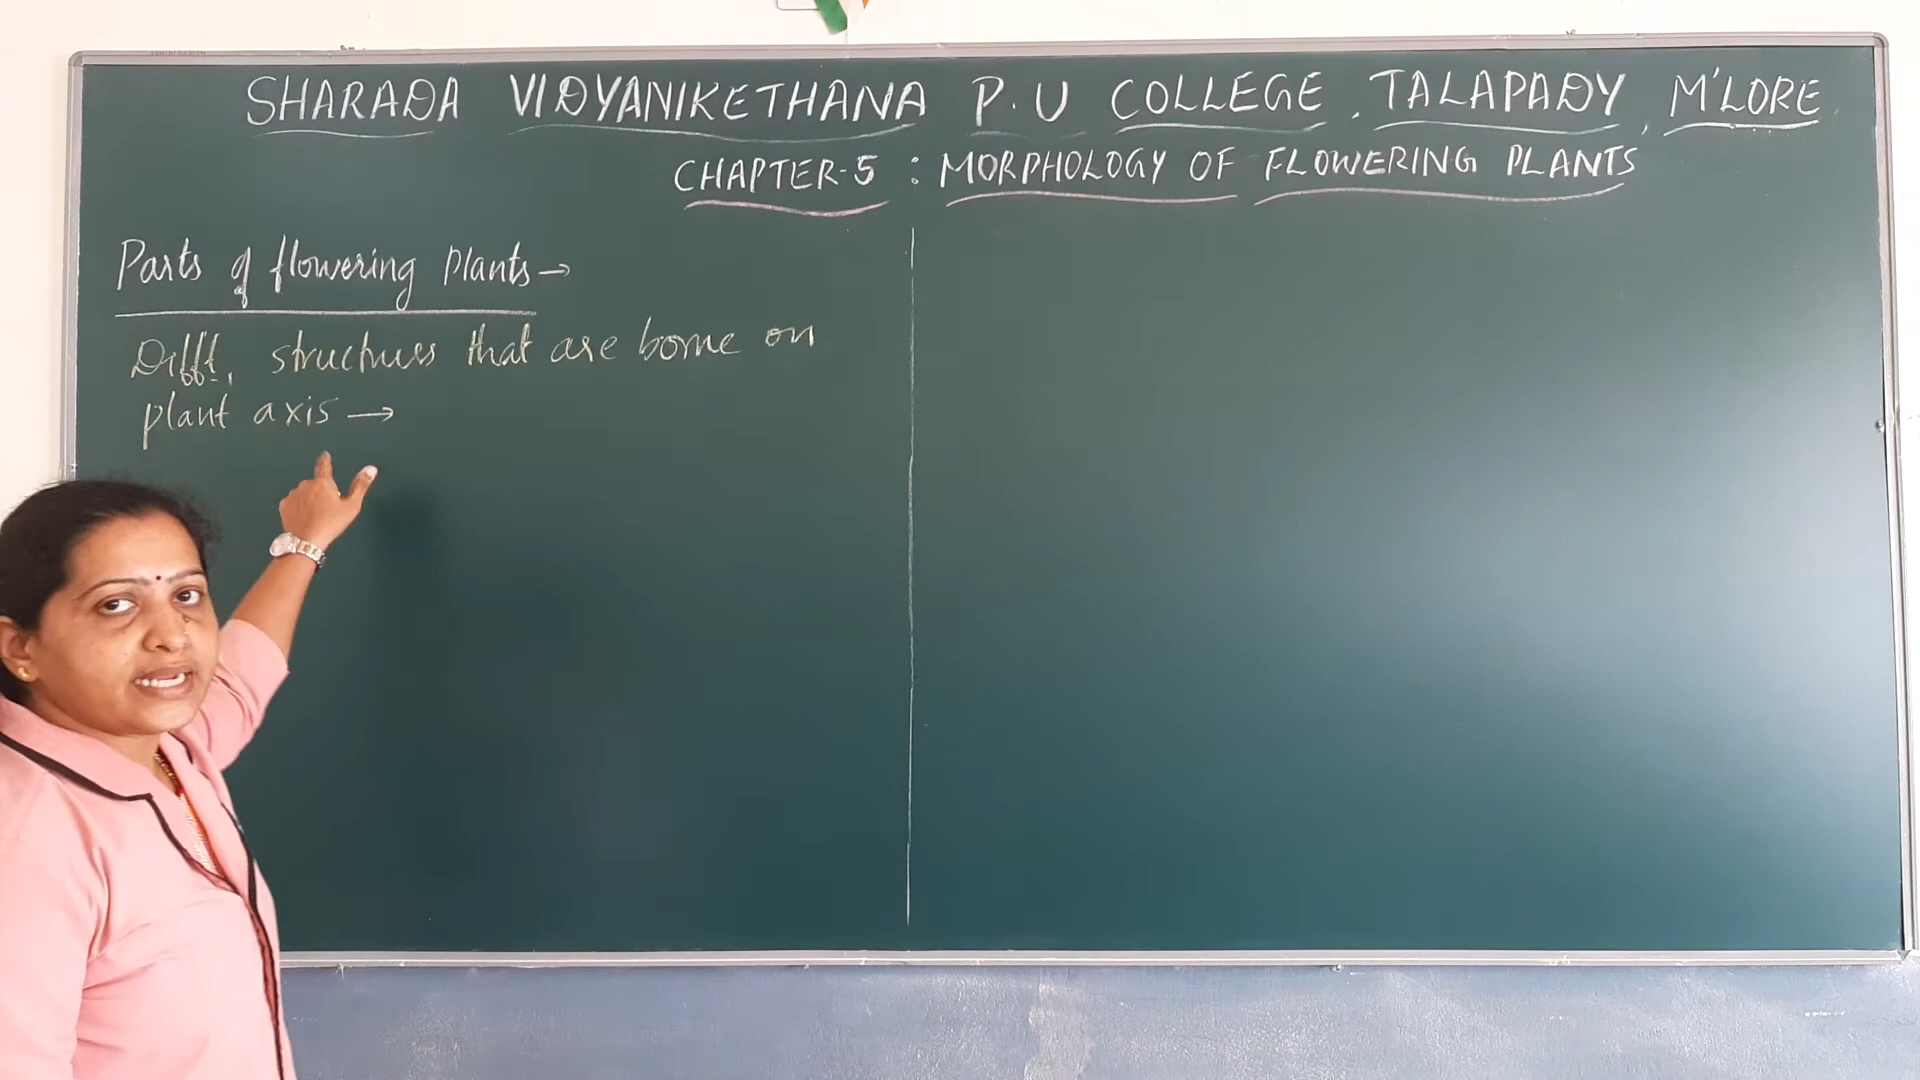 SHARADA VIDYANIKETHANA P.U COLLEGE, TALAPADY, M'LORE
CHAPTER-5 : MORPHOLOGY OF FLOWERING PLANTS
Parts of flowering plants →
Difft. structures that are borne on
plant axis →